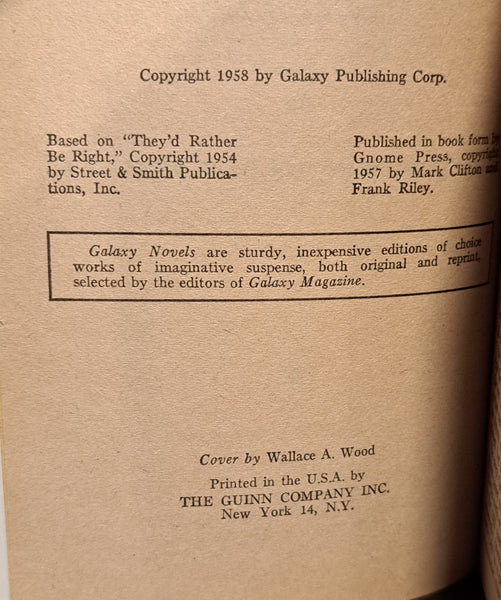 Copyright 1958 by Galaxy Publishing Corp.
Based on "They'd Rather
Be Right," Copyright 1954
by Street & Smith Publica-
tions, Inc.
Published in book form by
Gnome Press, copyright
1957 by Mark Clifton and
Frank Riley.
Galaxy Novels are sturdy, inexpensive editions of choice
works of imaginative suspense, both original and reprint,
selected by the editors of Galaxy Magazine.
Cover by Wallace A. Wood
Printed in the U.S.A. by
THE GUINN COMPANY INC.
New York 14, N.Y.